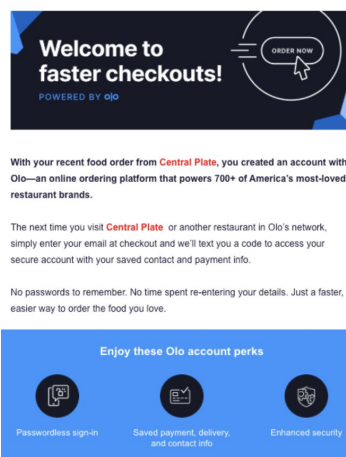 Welcome to
faster checkouts!
POWERED BY olo
ORDER NOW
With your recent food order from Central Plate, you created an account with
Olo—an online ordering platform that powers 700+ of America's most-loved
restaurant brands.
The next time you visit Central Plate or another restaurant in Olo's network,
simply enter your email at checkout and we'll text you a code to access your
secure account with your saved contact and payment info.
No passwords to remember. No time spent re-entering your details. Just a faster,
easier way to order the food you love.
Enjoy these Olo account perks
Passwordless sign-in
Saved payment, delivery,
and contact info
Enhanced security